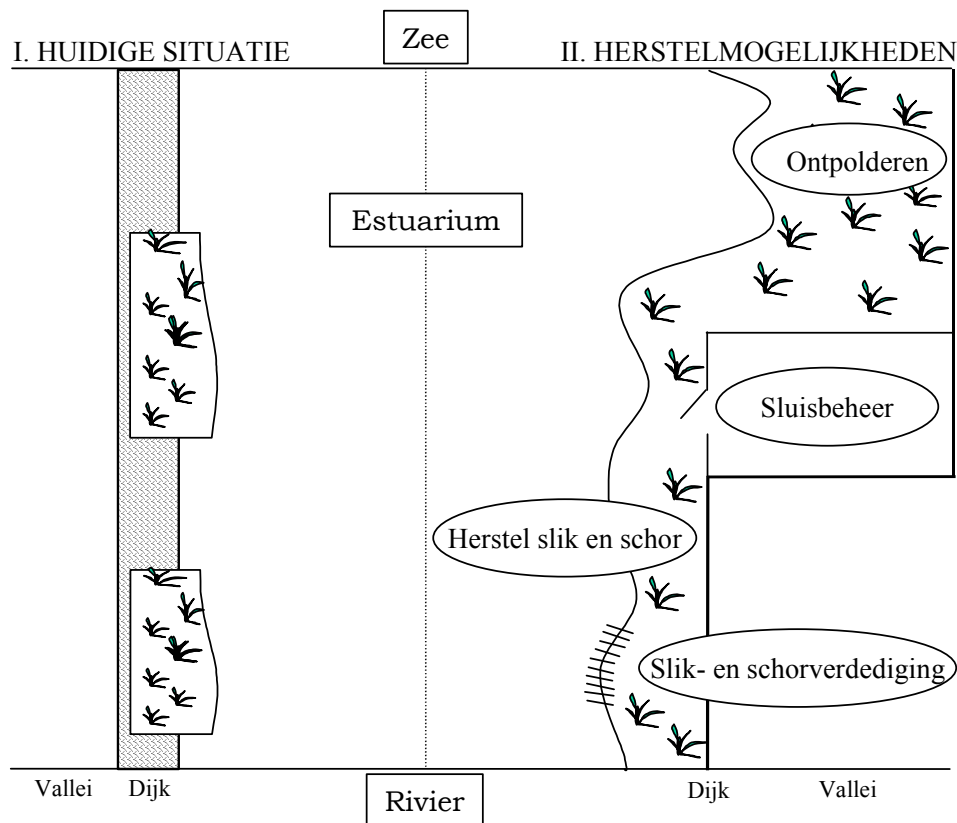 I. HUIDIGE SITUATIE
Zee
II. HERSTELMOGELIJKHEDEN
Ontpolderen
Estuarium
Sluisbeheer
Herstel slik en schor
Slik- en schorverdediging
Vallei
Dijk
Rivier
Dijk
Vallei